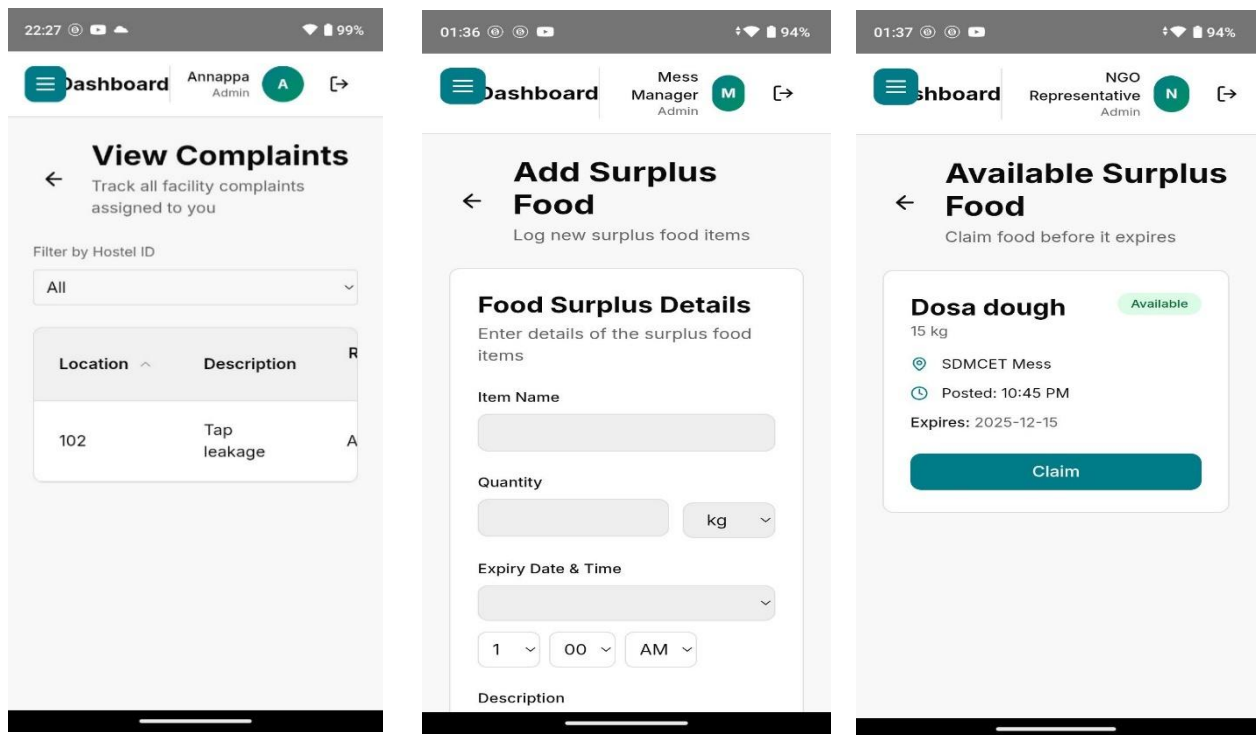 22:27 99%
Dashboard Annappa A
Admin
View Complaints
Track all facility complaints
assigned to you
Filter by Hostel ID
All
Location Description R
102 Tap
leakage A
01:36 94%
Dashboard Mess
Manager M
Admin
Add Surplus
Food
Log new surplus food items
Food Surplus Details
Enter details of the surplus food
items
Item Name
Quantity
kg
Expiry Date & Time
1 00 AM
Description
01:37 94%
shboard NGO
Representative N
Admin
Available Surplus
Food
Claim food before it expires
Dosa dough Available
15 kg
SDMCET Mess
Posted: 10:45 PM
Expires: 2025-12-15
Claim